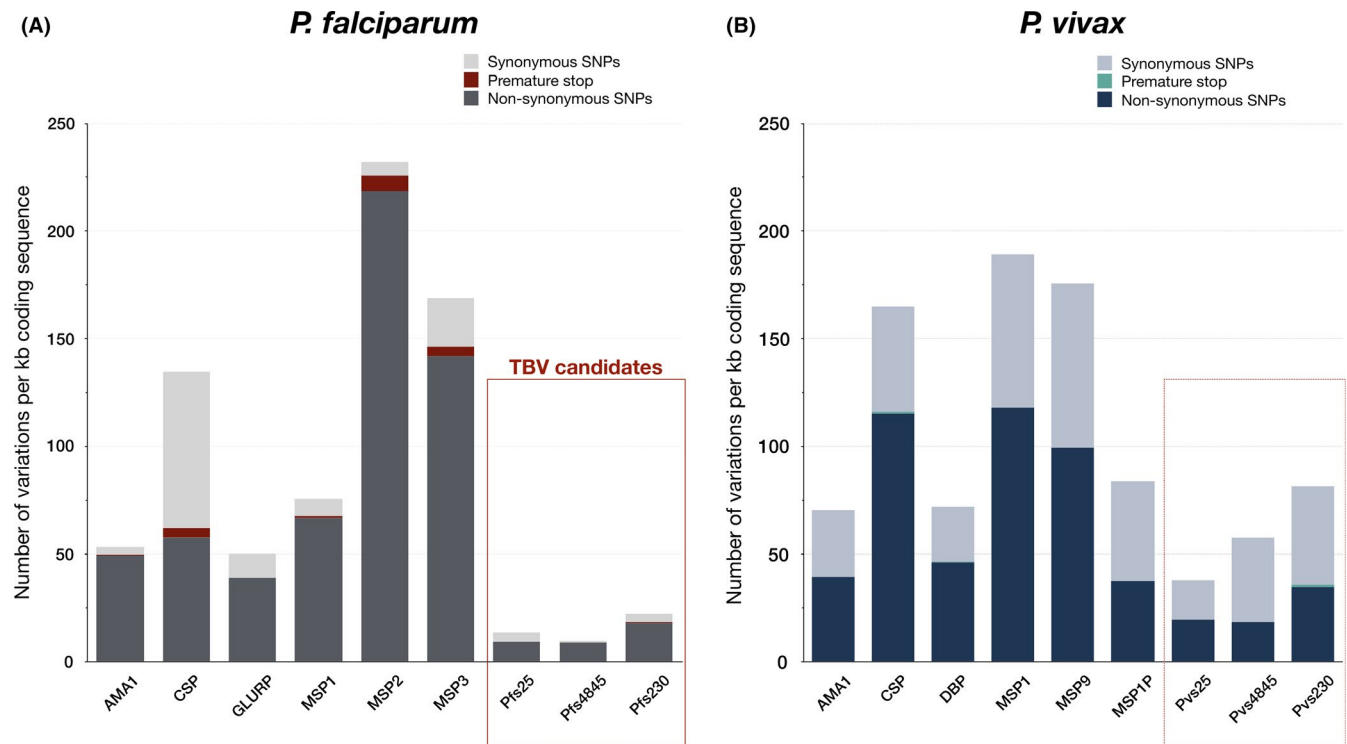 (A)
P. falciparum
Synonymous SNPs
Premature stop
Non-synonymous SNPs
Number of variations per kb coding sequence
250
200
150
100
50
0
TBV candidates
AMA1
CSP
GLURP
MSP1
MSP2
MSP3
Pfs25
Pfs4845
Pfs230
(B)
P. vivax
Synonymous SNPs
Premature stop
Non-synonymous SNPs
Number of variations per kb coding sequence
250
200
150
100
50
0
AMA1
CSP
DBP
MSP1
MSP9
MSP1P
Pvs25
Pvs4845
Pvs230